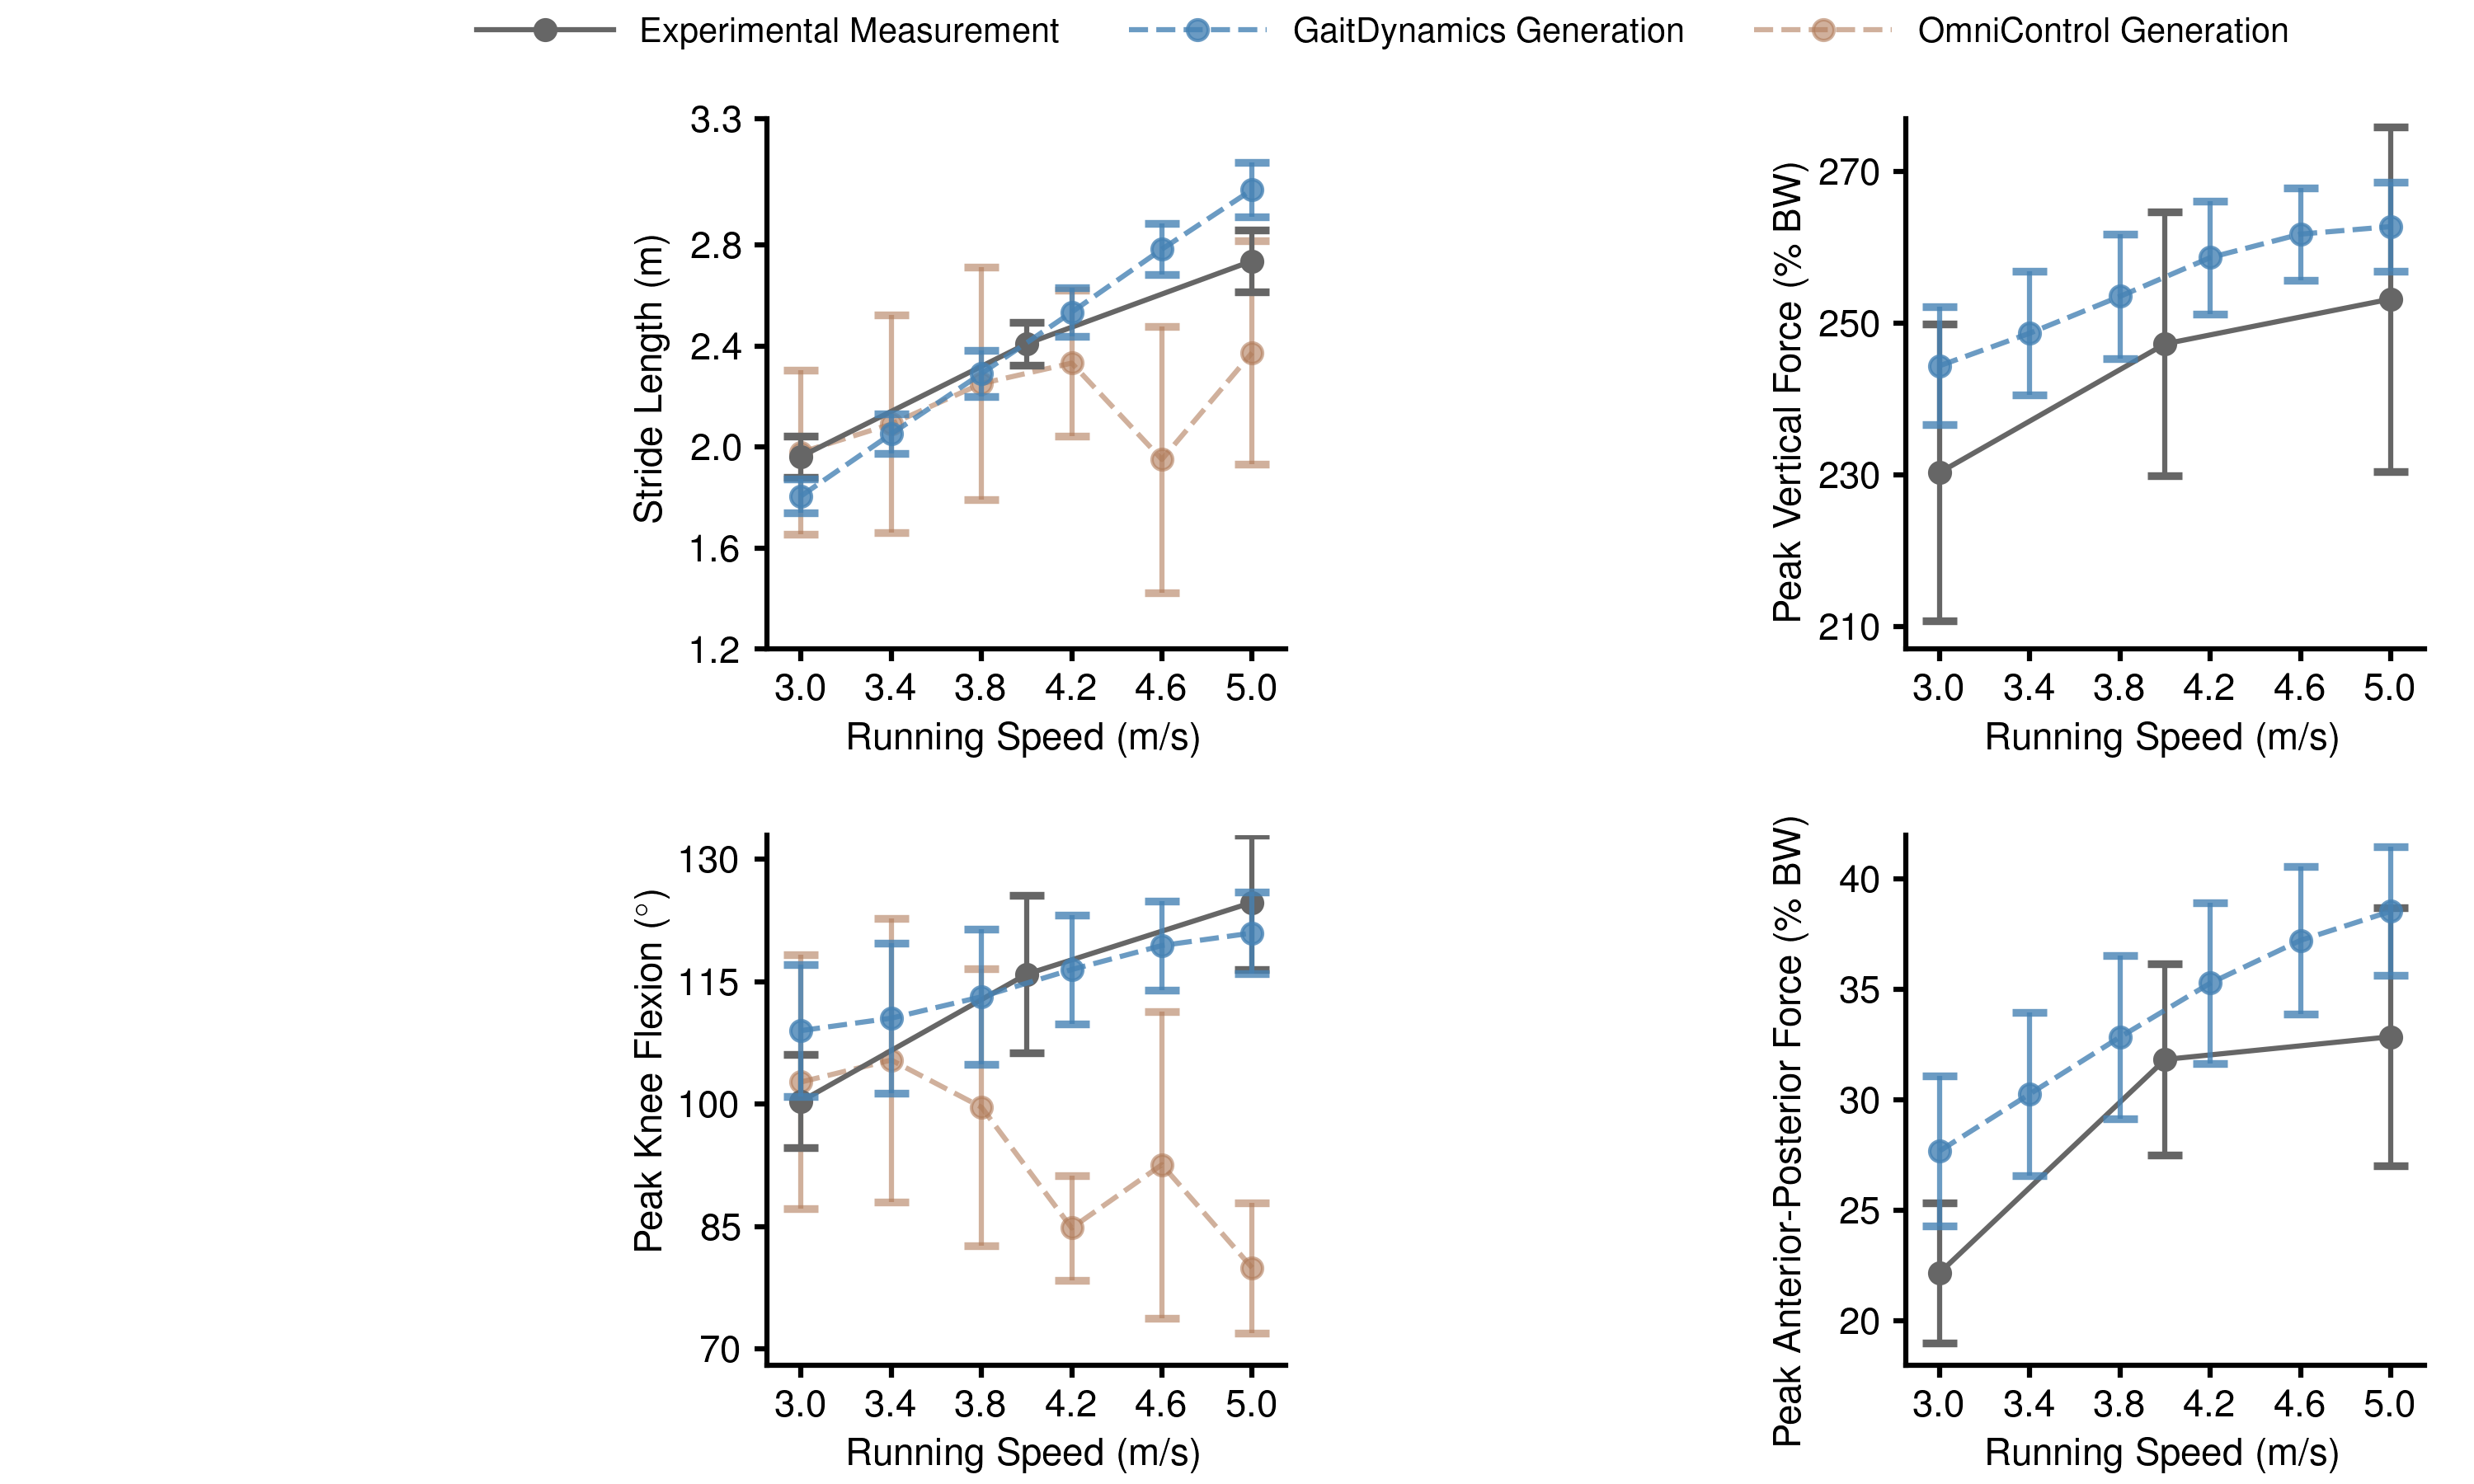 Experimental Measurement
GaitDynamics Generation
OmniControl Generation
Stride Length (m)
3.3
2.8
2.4
2.0
1.6
1.2
3.0 3.4 3.8 4.2 4.6 5.0
Running Speed (m/s)
Peak Vertical Force (% BW)
270
250
230
210
3.0 3.4 3.8 4.2 4.6 5.0
Running Speed (m/s)
Peak Knee Flexion (°)
130
115
100
85
70
3.0 3.4 3.8 4.2 4.6 5.0
Running Speed (m/s)
Peak Anterior-Posterior Force (% BW)
40
35
30
25
20
3.0 3.4 3.8 4.2 4.6 5.0
Running Speed (m/s)